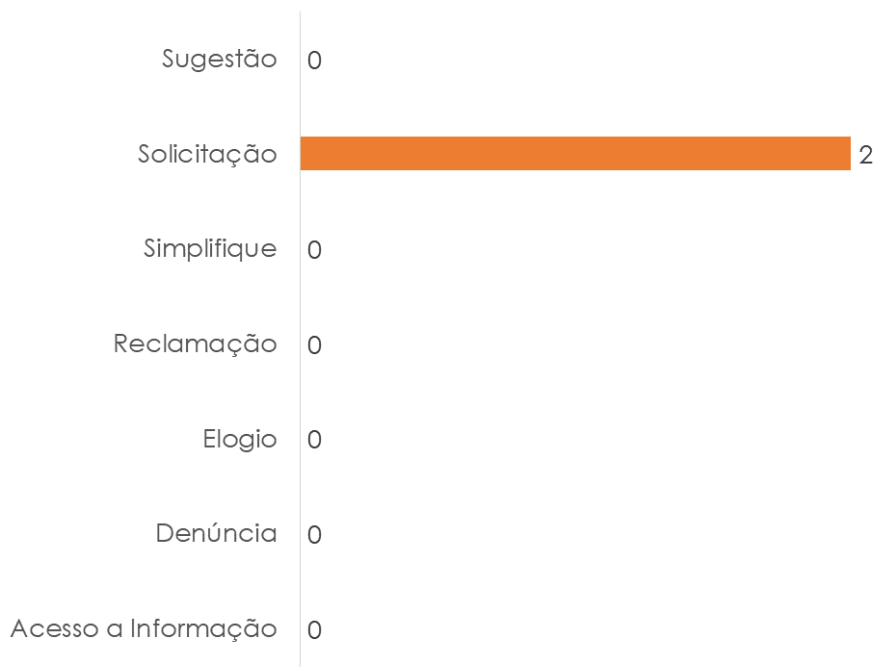 Sugestão 0
Solicitação 2
Simplifique 0
Reclamação 0
Elogio 0
Denúncia 0
Acesso a Informação 0